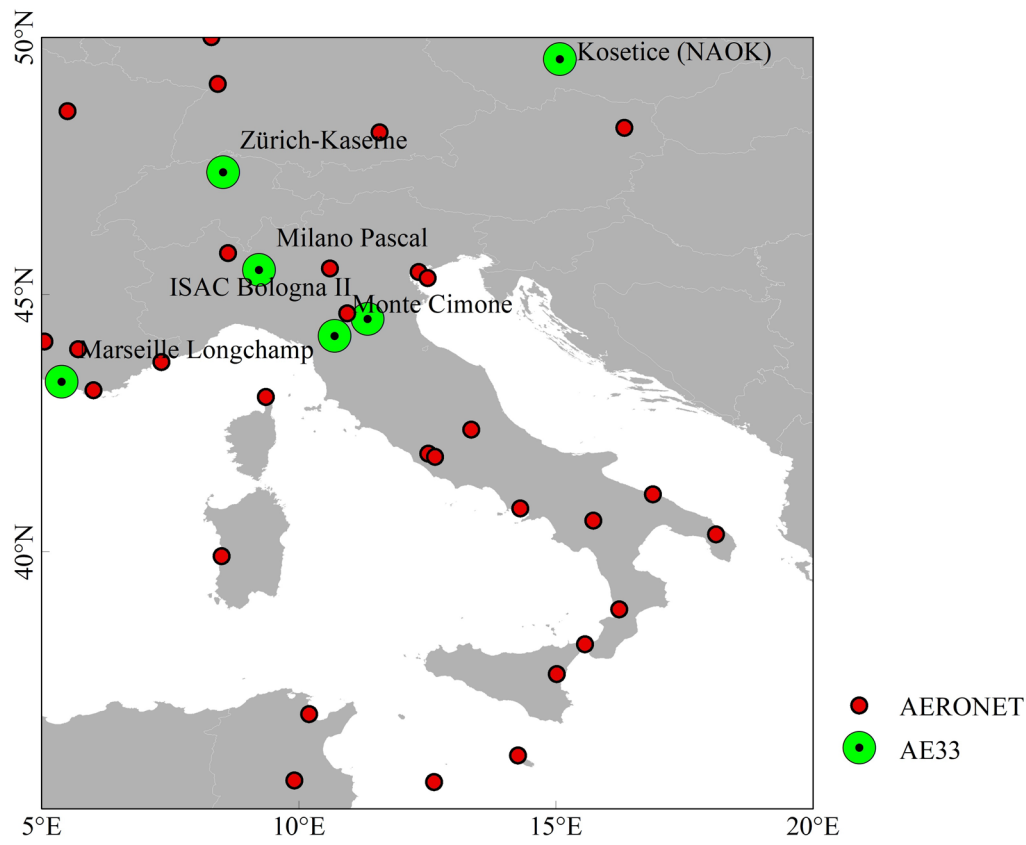 50°N
Kosetice (NAOK)
Zürich-Kaserne
Milano Pascal
ISAC Bologna II
45°N
Monte Cimone
Marseille Longchamp
40°N
AERONET
AE33
5°E
10°E
15°E
20°E